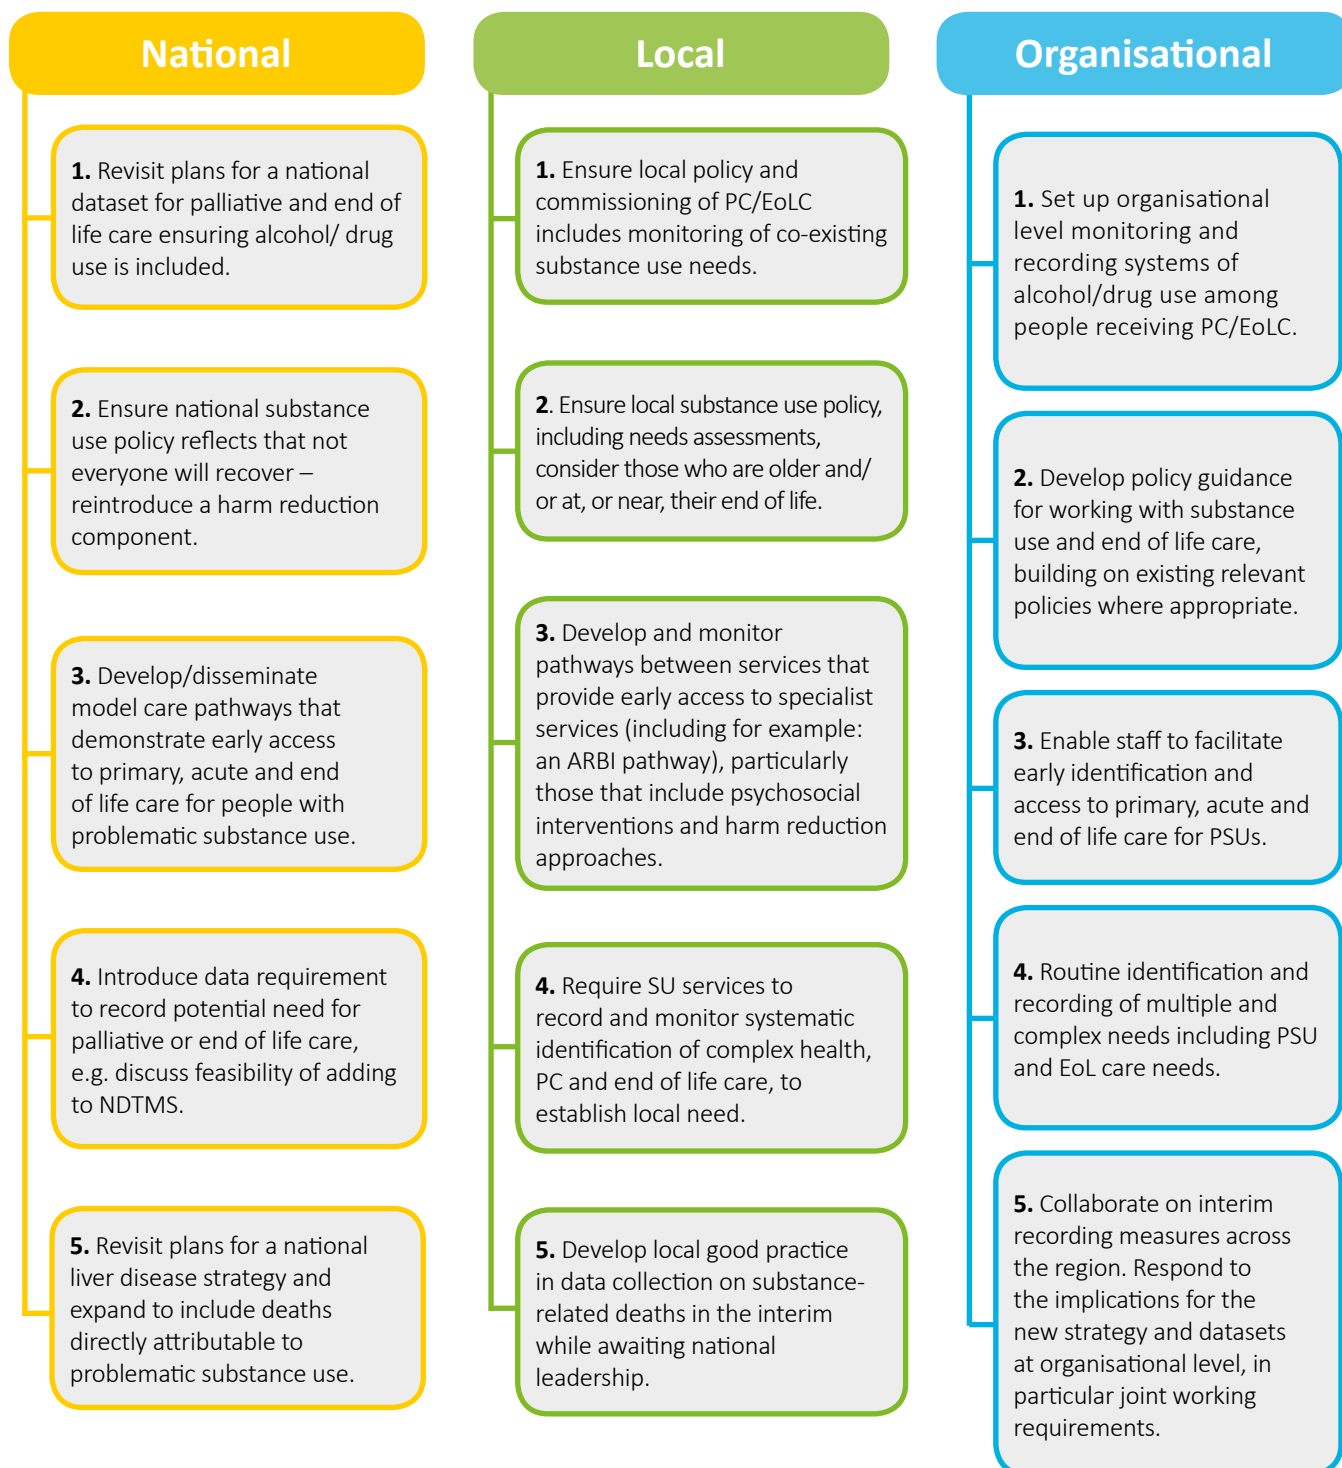 National
1. Revisit plans for a national
dataset for palliative and end of
life care ensuring alcohol/ drug
use is included.
2. Ensure national substance
use policy reflects that not
everyone will recover –
reintroduce a harm reduction
component.
3. Develop/disseminate
model care pathways that
demonstrate early access
to primary, acute and end
of life care for people with
problematic substance use.
4. Introduce data requirement
to record potential need for
palliative or end of life care,
e.g. discuss feasibility of adding
to NDTMS.
5. Revisit plans for a national
liver disease strategy and
expand to include deaths
directly attributable to
problematic substance use.
Local
1. Ensure local policy and
commissioning of PC/EoLC
includes monitoring of co-existing
substance use needs.
2. Ensure local substance use policy,
including needs assessments,
consider those who are older and/
or at, or near, their end of life.
3. Develop and monitor
pathways between services that
provide early access to specialist
services (including for example:
an ARBI pathway), particularly
those that include psychosocial
interventions and harm reduction
approaches.
4. Require SU services to
record and monitor systematic
identification of complex health,
PC and end of life care, to
establish local need.
5. Develop local good practice
in data collection on substance-
related deaths in the interim
while awaiting national
leadership.
Organisational
1. Set up organisational
level monitoring and
recording systems of
alcohol/drug use among
people receiving PC/EoLC.
2. Develop policy guidance
for working with substance
use and end of life care,
building on existing relevant
policies where appropriate.
3. Enable staff to facilitate
early identification and
access to primary, acute and
end of life care for PSUs.
4. Routine identification and
recording of multiple and
complex needs including PSU
and EoL care needs.
5. Collaborate on interim
recording measures across
the region. Respond to
the implications for the
new strategy and datasets
at organisational level, in
particular joint working
requirements.